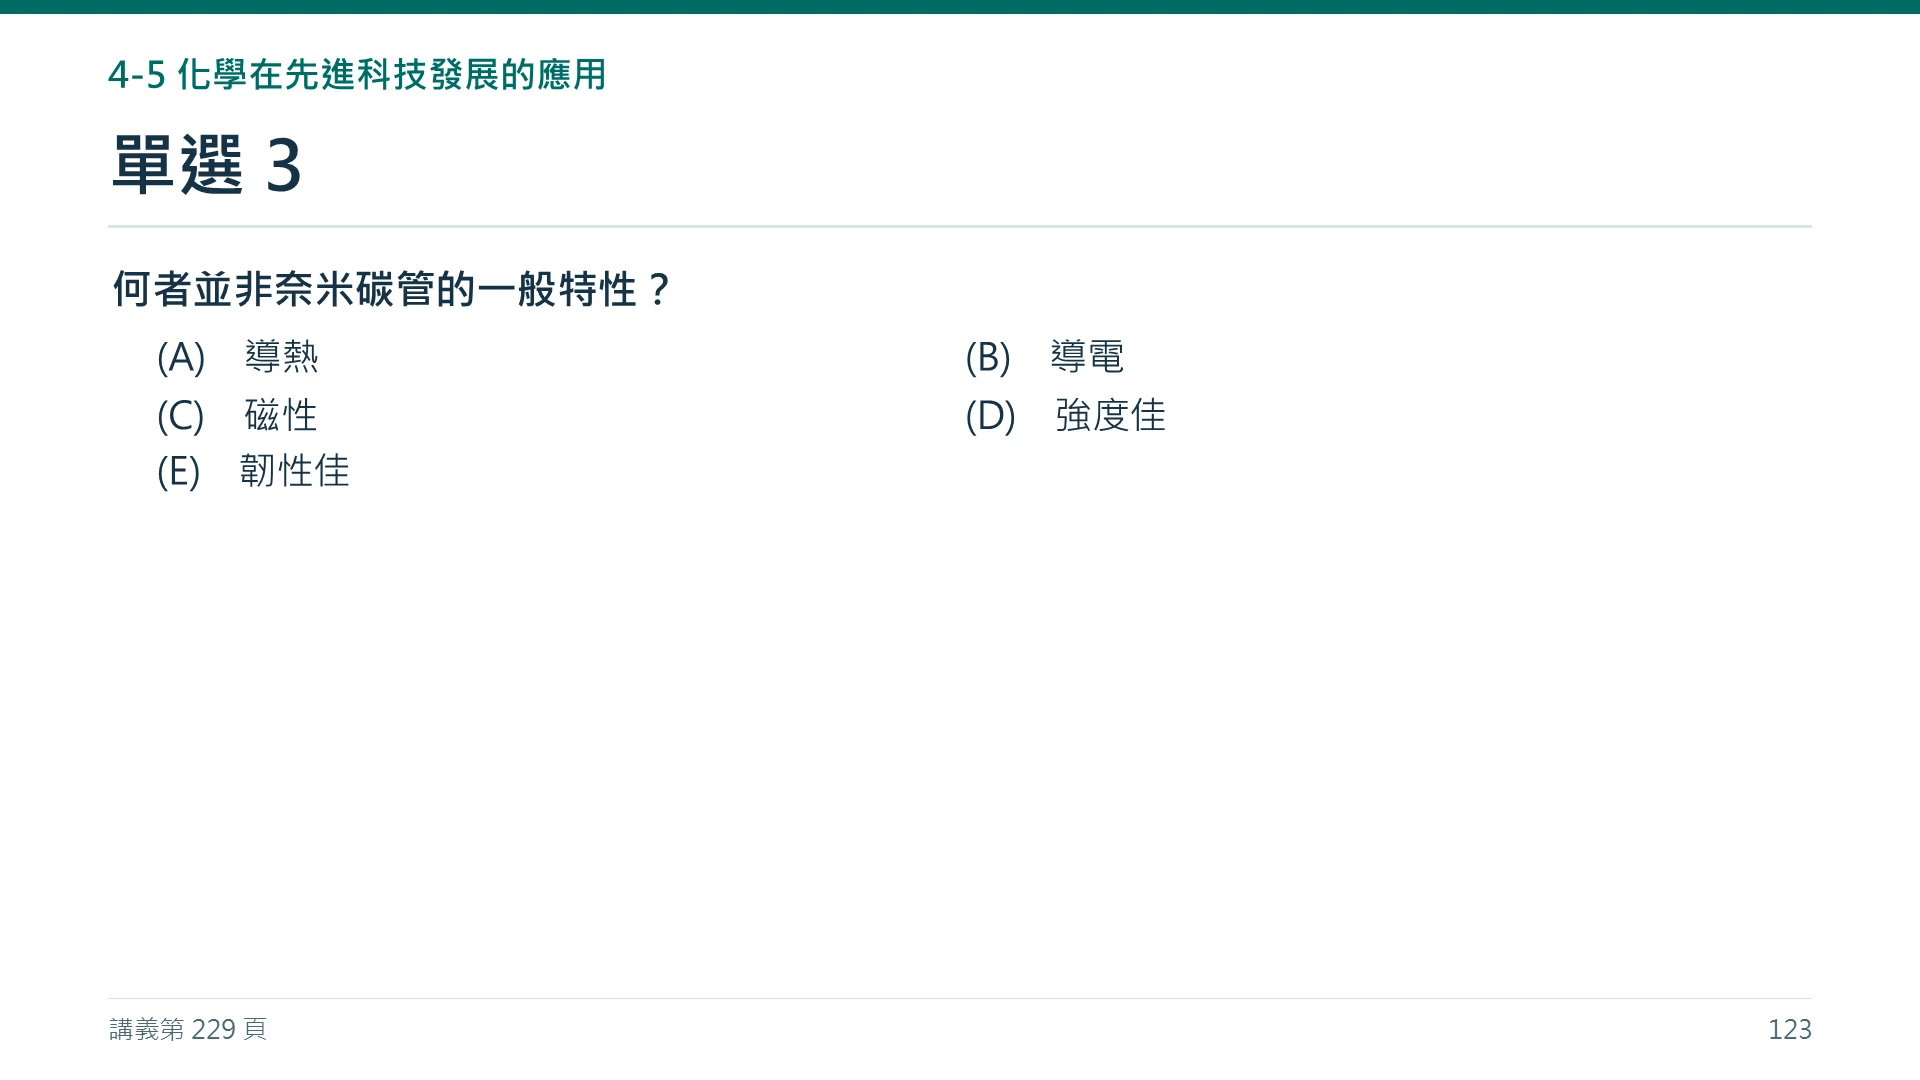 4-5 化學在先進科技發展的應用
單選 3
何者並非奈米碳管的一般特性？
(A) 導熱
(B) 導電
(C) 磁性
(D) 強度佳
(E) 韌性佳
講義第 229 頁
123